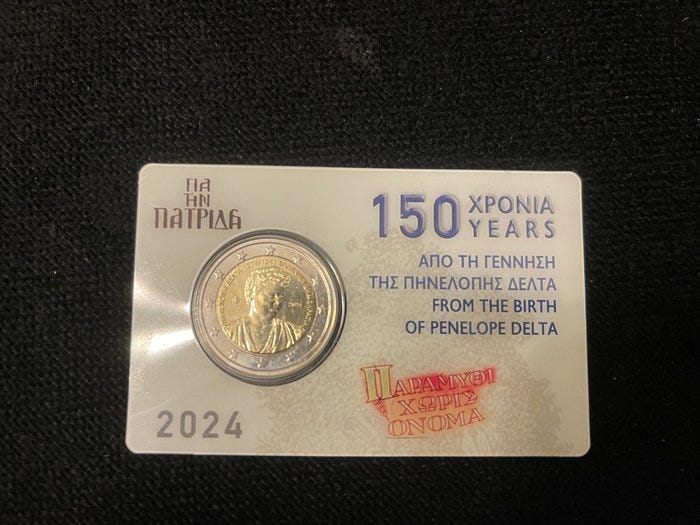 ΓΙΑ
ΤΗΝ
ΠΑΤΡΙΔΑ
150 ΧΡΟΝΙΑ
YEARS
ΑΠΟ ΤΗ ΓΕΝΝΗΣΗ
ΤΗΣ ΠΗΝΕΛΟΠΗΣ ΔΕΛΤΑ
FROM THE BIRTH
OF PENELOPE DELTA
ΠΑΡΑΜΥΘΙ
ΧΩΡΙΣ
ΟΝΟΜΑ
2024